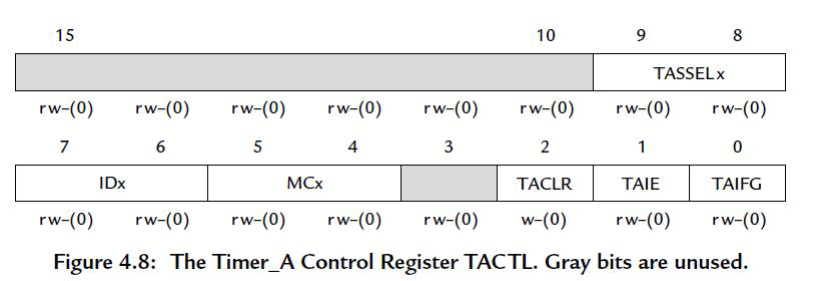 15 10 9 8
TASSELx
rw-(0) rw-(0) rw-(0) rw-(0) rw-(0) rw-(0) rw-(0) rw-(0)
7 6 5 4 3 2 1 0
IDx MCx TACLR TAIE TAIFG
rw-(0) rw-(0) rw-(0) rw-(0) rw-(0) w-(0) rw-(0) rw-(0)
Figure 4.8: The Timer_A Control Register TACTL. Gray bits are unused.